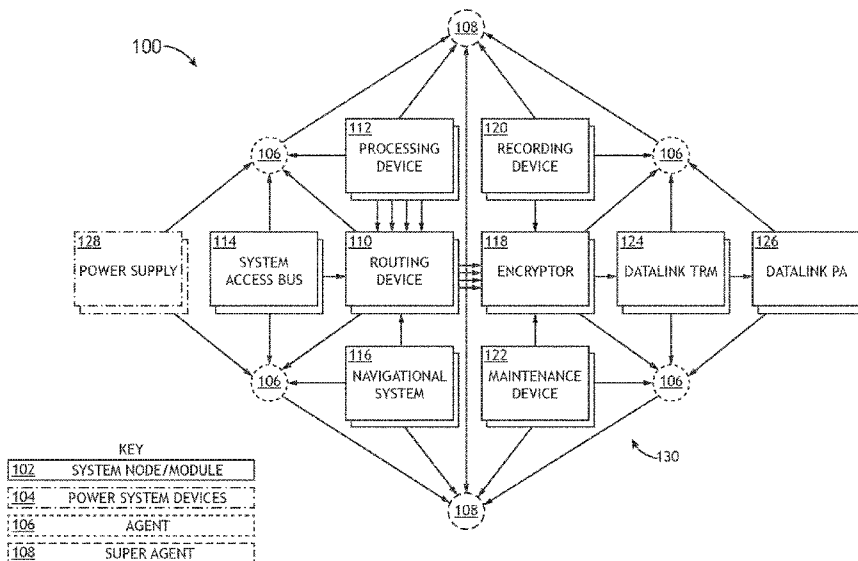 108
100
112
PROCESSING
DEVICE
120
RECORDING
DEVICE
106
106
128
POWER SUPPLY
114
SYSTEM
ACCESS BUS
110
ROUTING
DEVICE
118
ENCRYPTOR
124
DATALINK TRM
126
DATALINK PA
106
116
NAVIGATIONAL
SYSTEM
122
MAINTENANCE
DEVICE
106
130
108
KEY
102 SYSTEM NODE/MODULE
104 POWER SYSTEM DEVICES
106 AGENT
108 SUPER AGENT